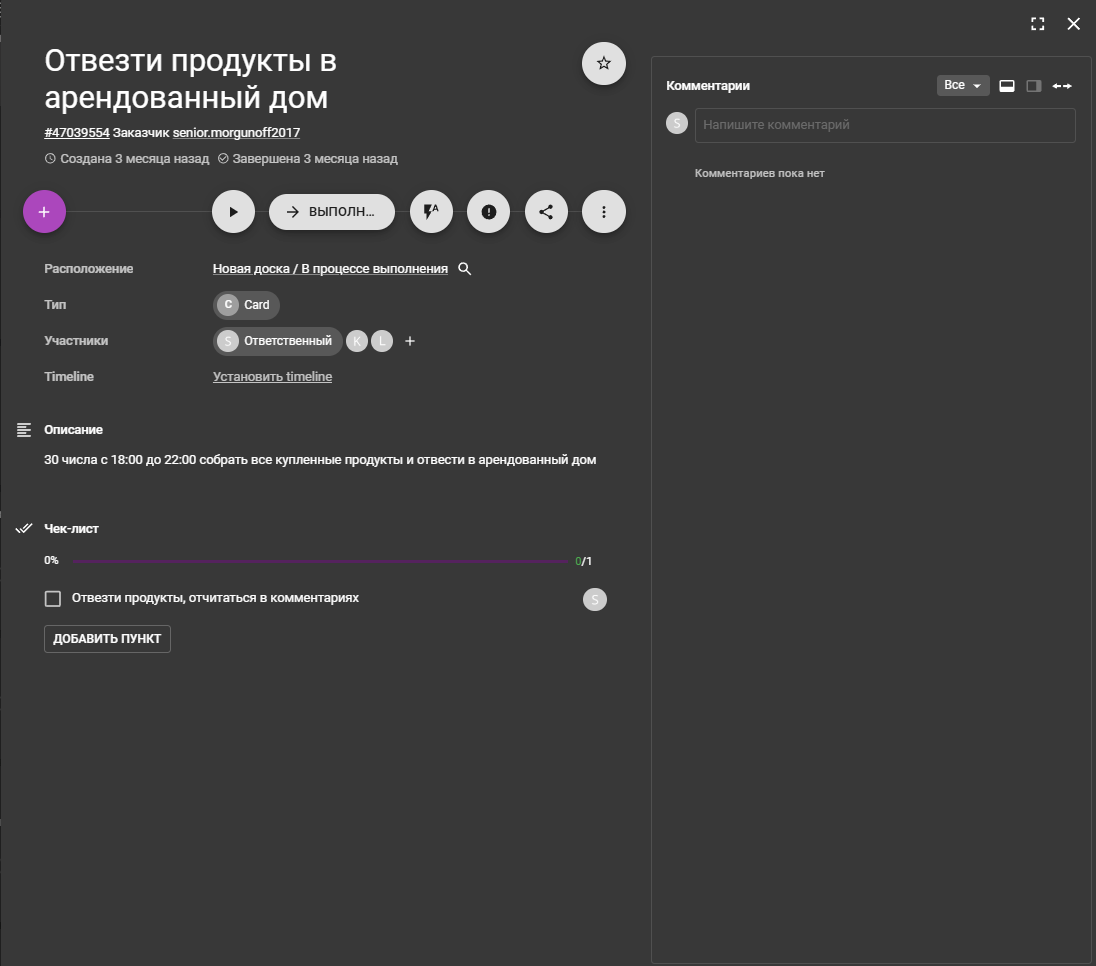 Отвезти продукты в
арендованный дом
#47039554 Заказчик senior.morgunoff2017
Создана 3 месяца назад Завершена 3 месяца назад
ВЫПОЛН...
Расположение Новая доска / В процессе выполнения
Тип C Card
Участники S Ответственный K L +
Timeline Установить timeline
Описание
30 числа с 18:00 до 22:00 собрать все купленные продукты и отвести в арендованный дом
Чек-лист
0% 0/1
Отвезти продукты, отчитаться в комментариях S
ДОБАВИТЬ ПУНКТ
Комментарии Все
S Напишите комментарий
Комментариев пока нет